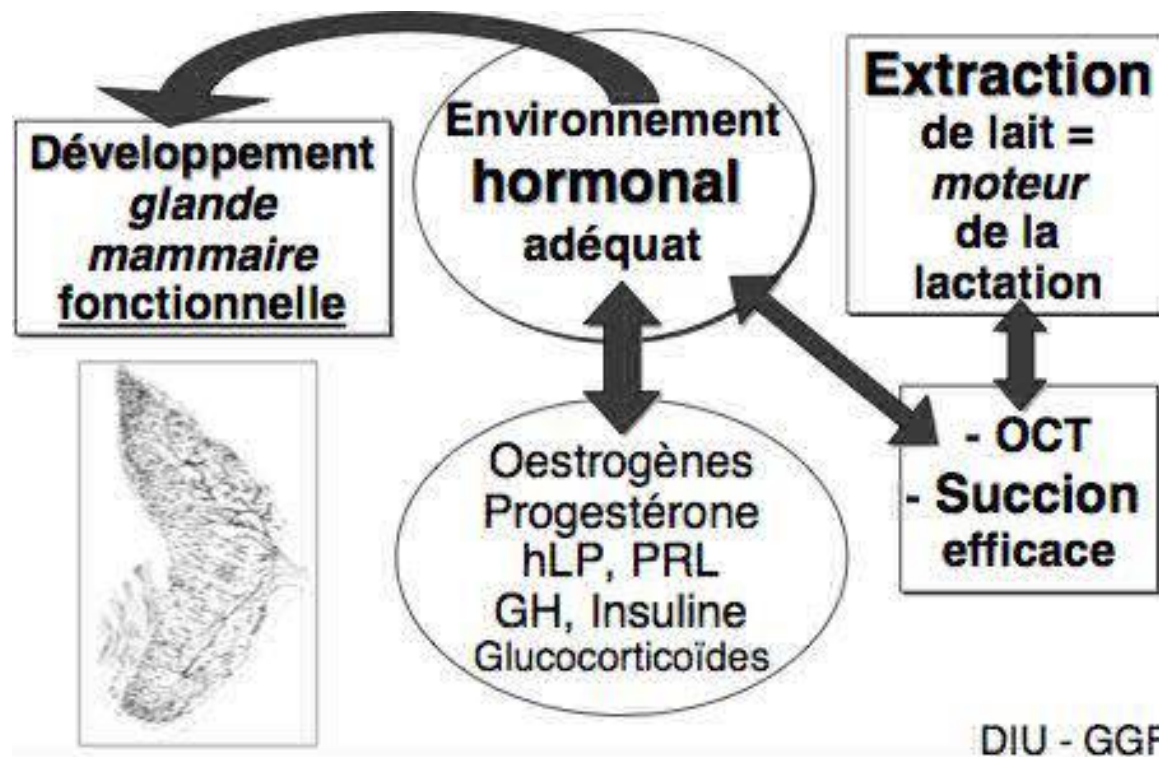 Développement
glande
mammaire
fonctionnelle
Environnement
hormonal
adéquat
Extraction
de lait =
moteur
de la
lactation
Oestrogènes
Progestérone
hLP, PRL
GH, Insuline
Glucocorticoïdes
- OCT
- Succion
efficace
DIU - GGF